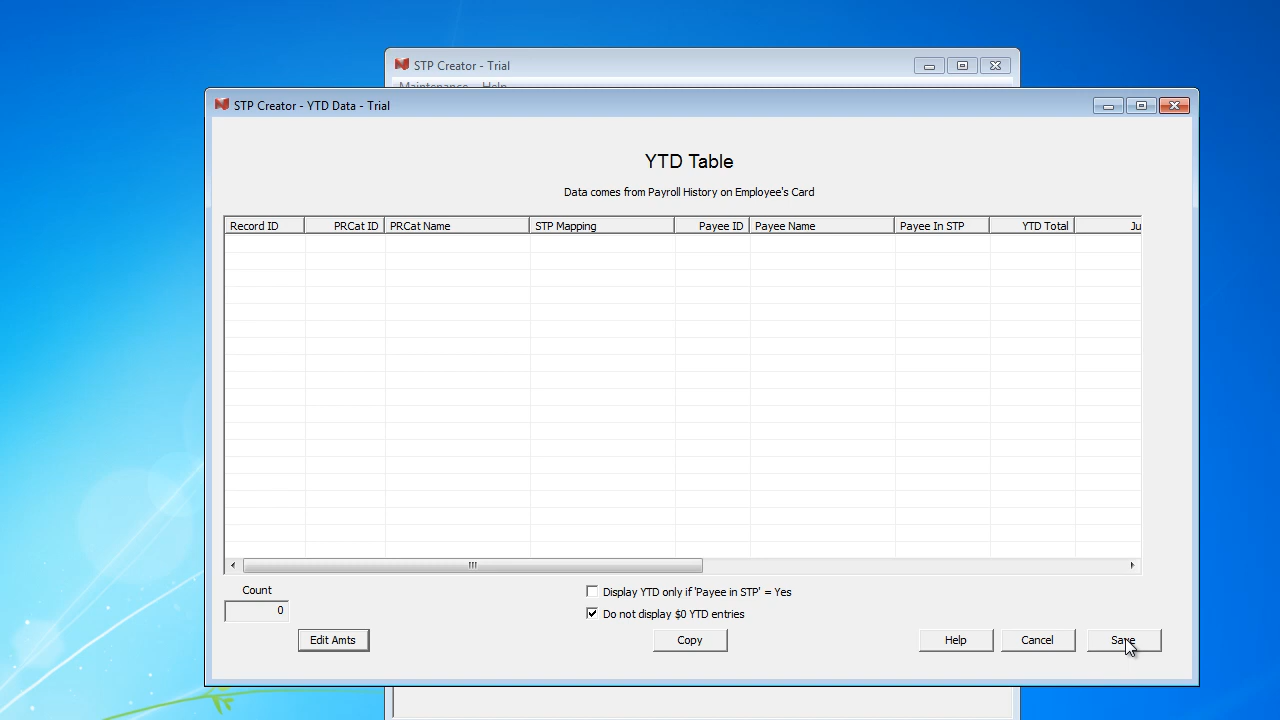 STP Creator - Trial
Maintenance Help
STP Creator - YTD Data - Trial
YTD Table
Data comes from Payroll History on Employee's Card
Record ID PRCat ID PRCat Name STP Mapping Payee ID Payee Name Payee In STP YTD Total Ju
Count
0
Display YTD only if 'Payee in STP' = Yes
Do not display $0 YTD entries
Edit Amts Copy Help Cancel Save